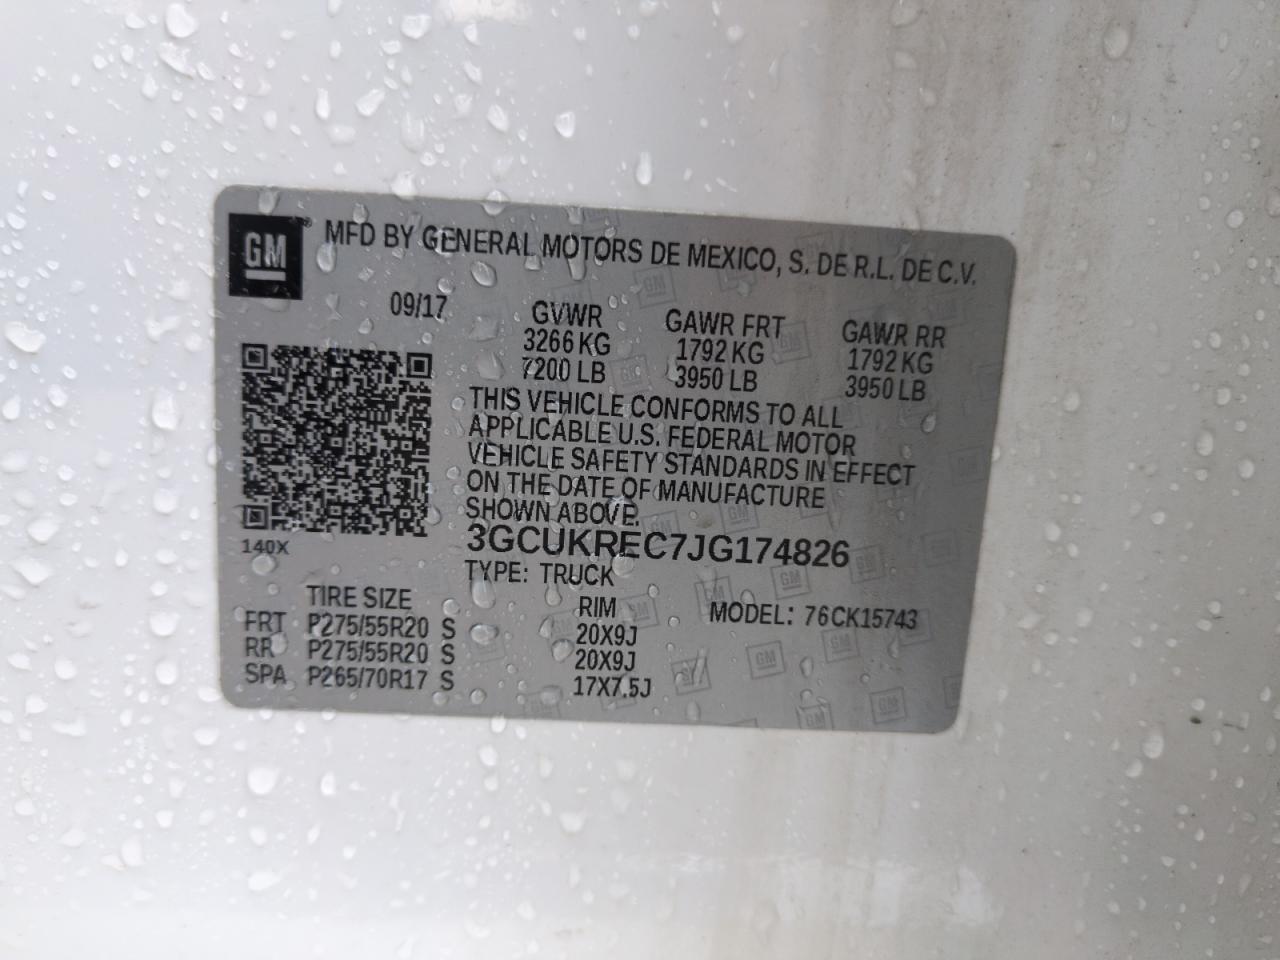 GM MFD BY GENERAL MOTORS DE MEXICO, S. DE R.L. DE C.V.
09/17 GVWR GAWR FRT GAWR RR
3266 KG 1792 KG 1792 KG
7200 LB 3950 LB 3950 LB
THIS VEHICLE CONFORMS TO ALL
APPLICABLE U.S. FEDERAL MOTOR
VEHICLE SAFETY STANDARDS IN EFFECT
ON THE DATE OF MANUFACTURE
SHOWN ABOVE.
140X
3GCUKREC7JG174826
TYPE: TRUCK
TIRE SIZE RIM MODEL: 76CK15743
FRT P275/55R20 S 20X9J
RR P275/55R20 S 20X9J
SPA P265/70R17 S 17X7.5J